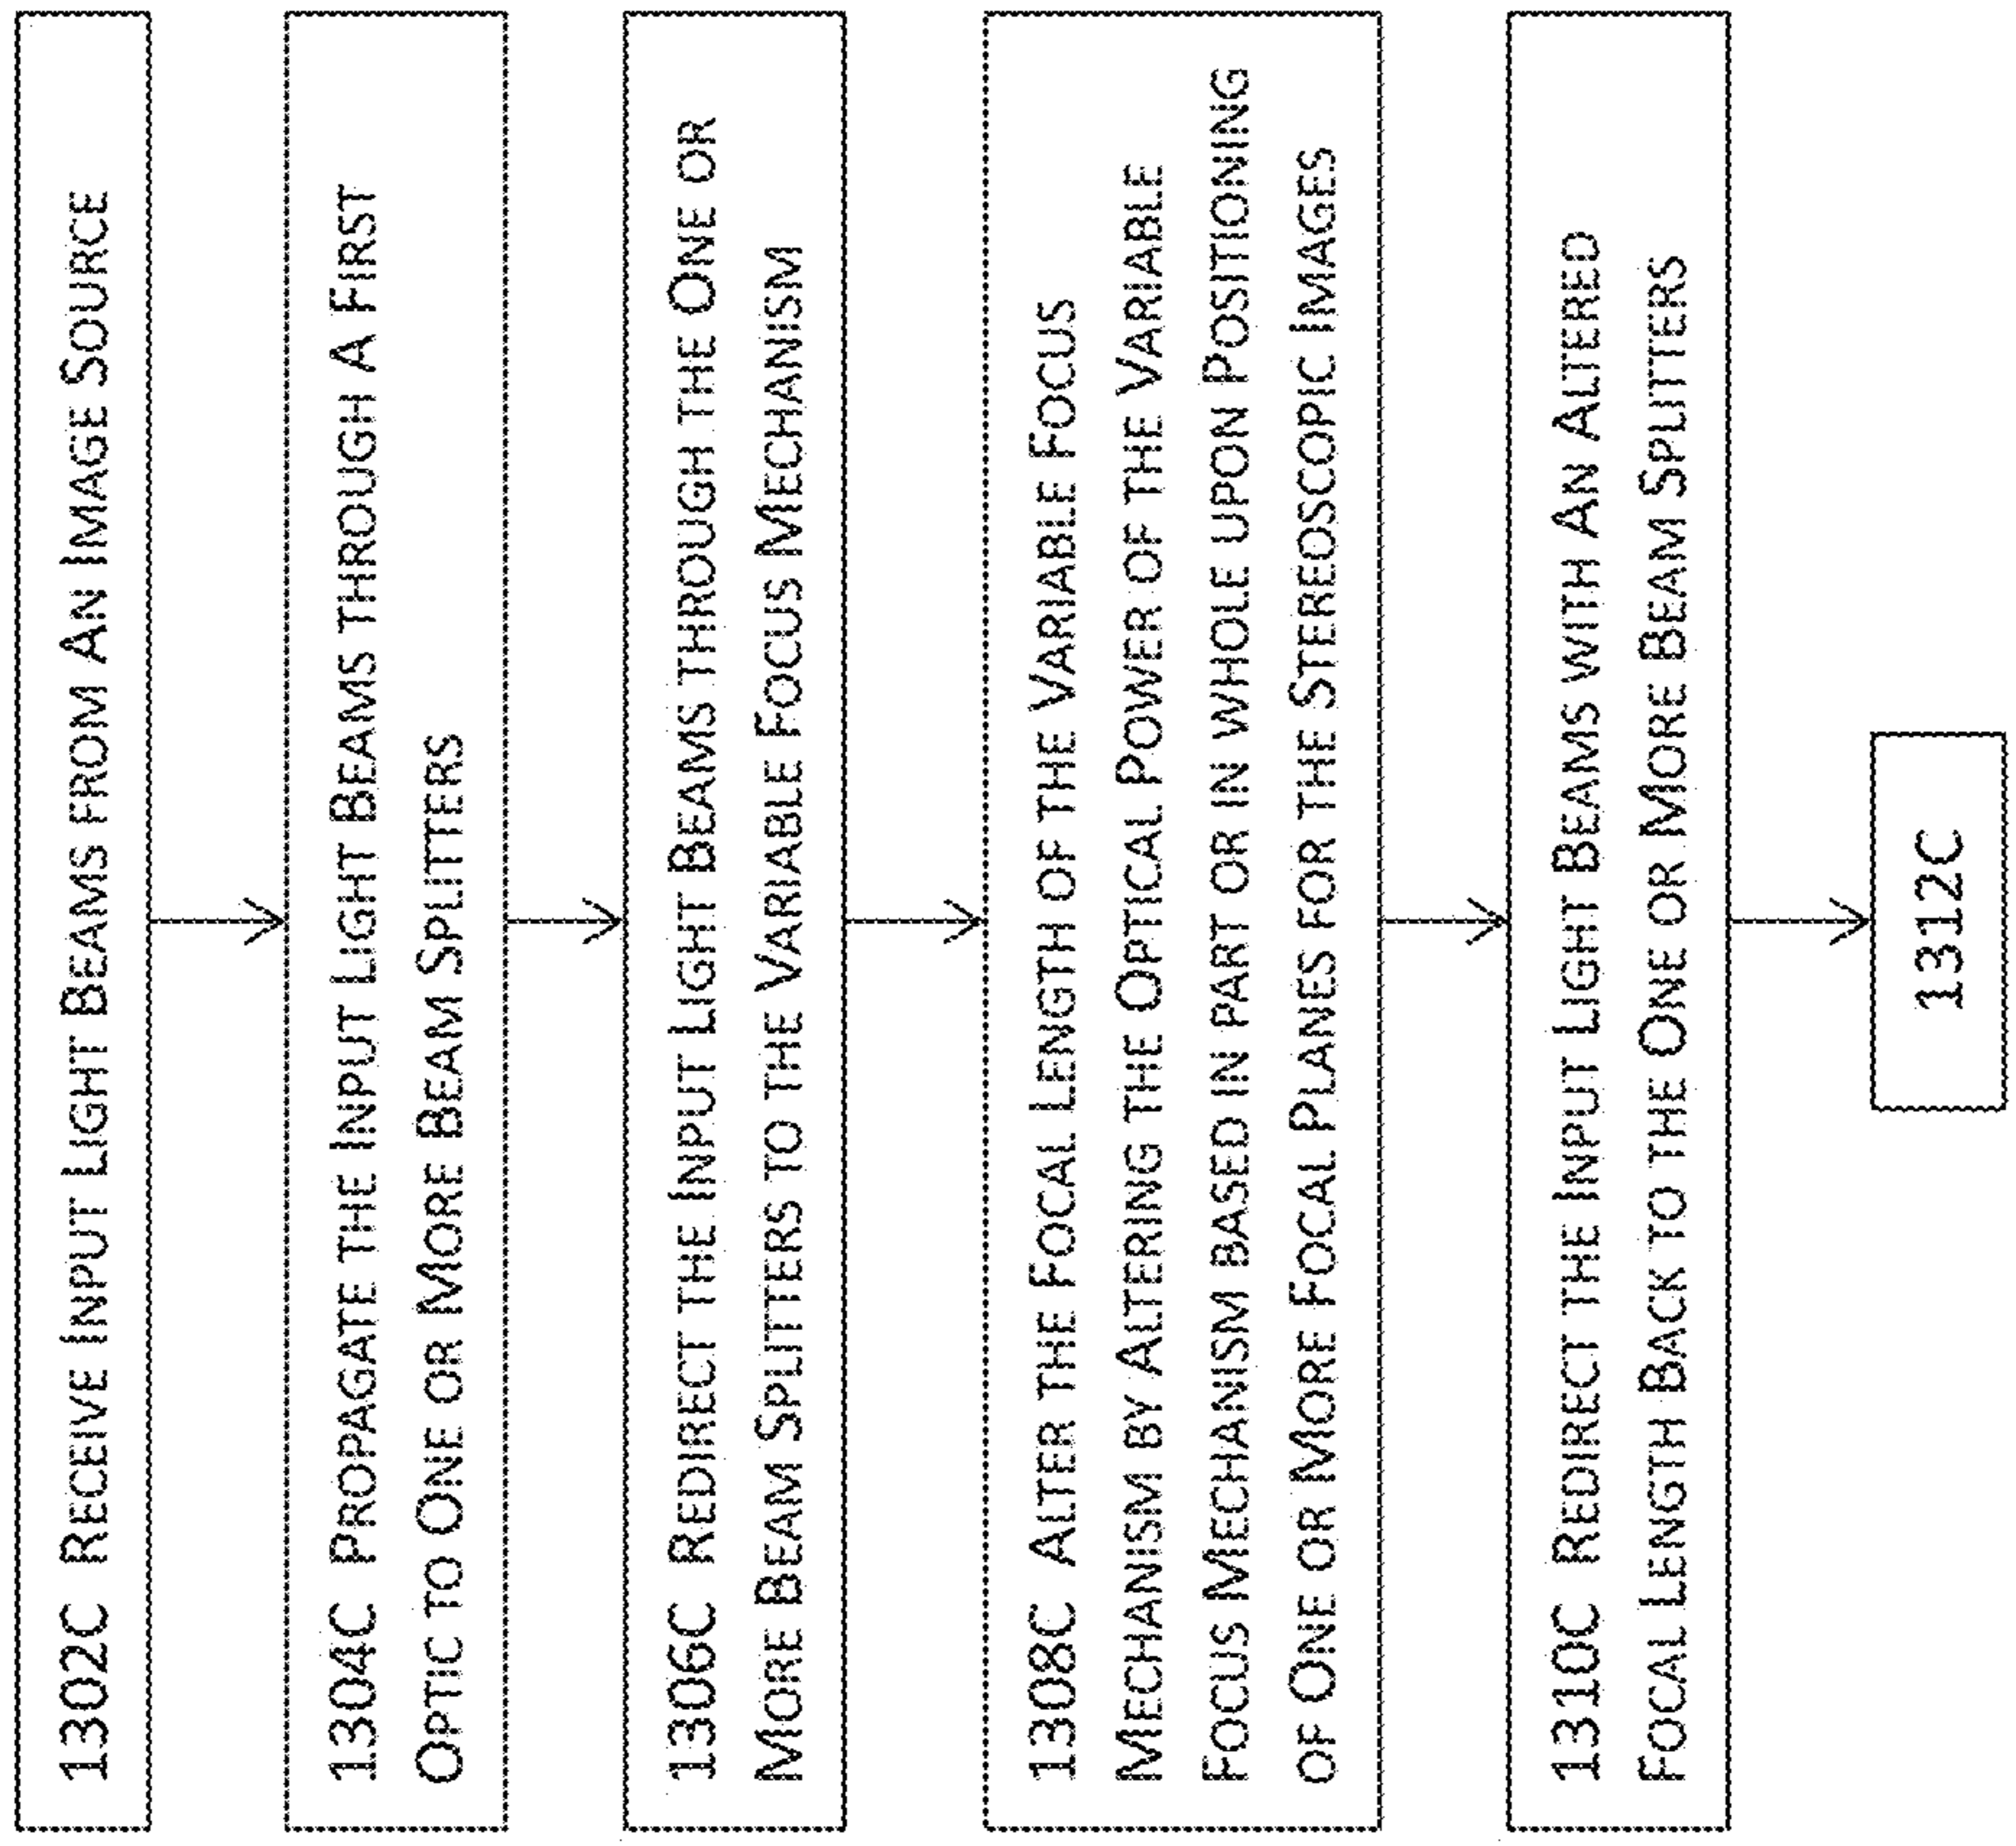 1302C Receive Input Light Beams from An Image Source
1304C Propagate the Input Light Beams through A First
Optic to One or More Beam Splitters
1306C Redirect the Input Light Beams through the One or
More Beam Splitters to the Variable Focus Mechanism
1308C Alter the Focal Length of the Variable Focus
Mechanism by Altering the Optical Power of the Variable
Focus Mechanism based in part or in whole upon Positioning
of One or More Focal Planes for the Stereoscopic Images
1310C Redirect the Input Light Beams with An Altered
Focal Length Back to the One or More Beam Splitters
1312C